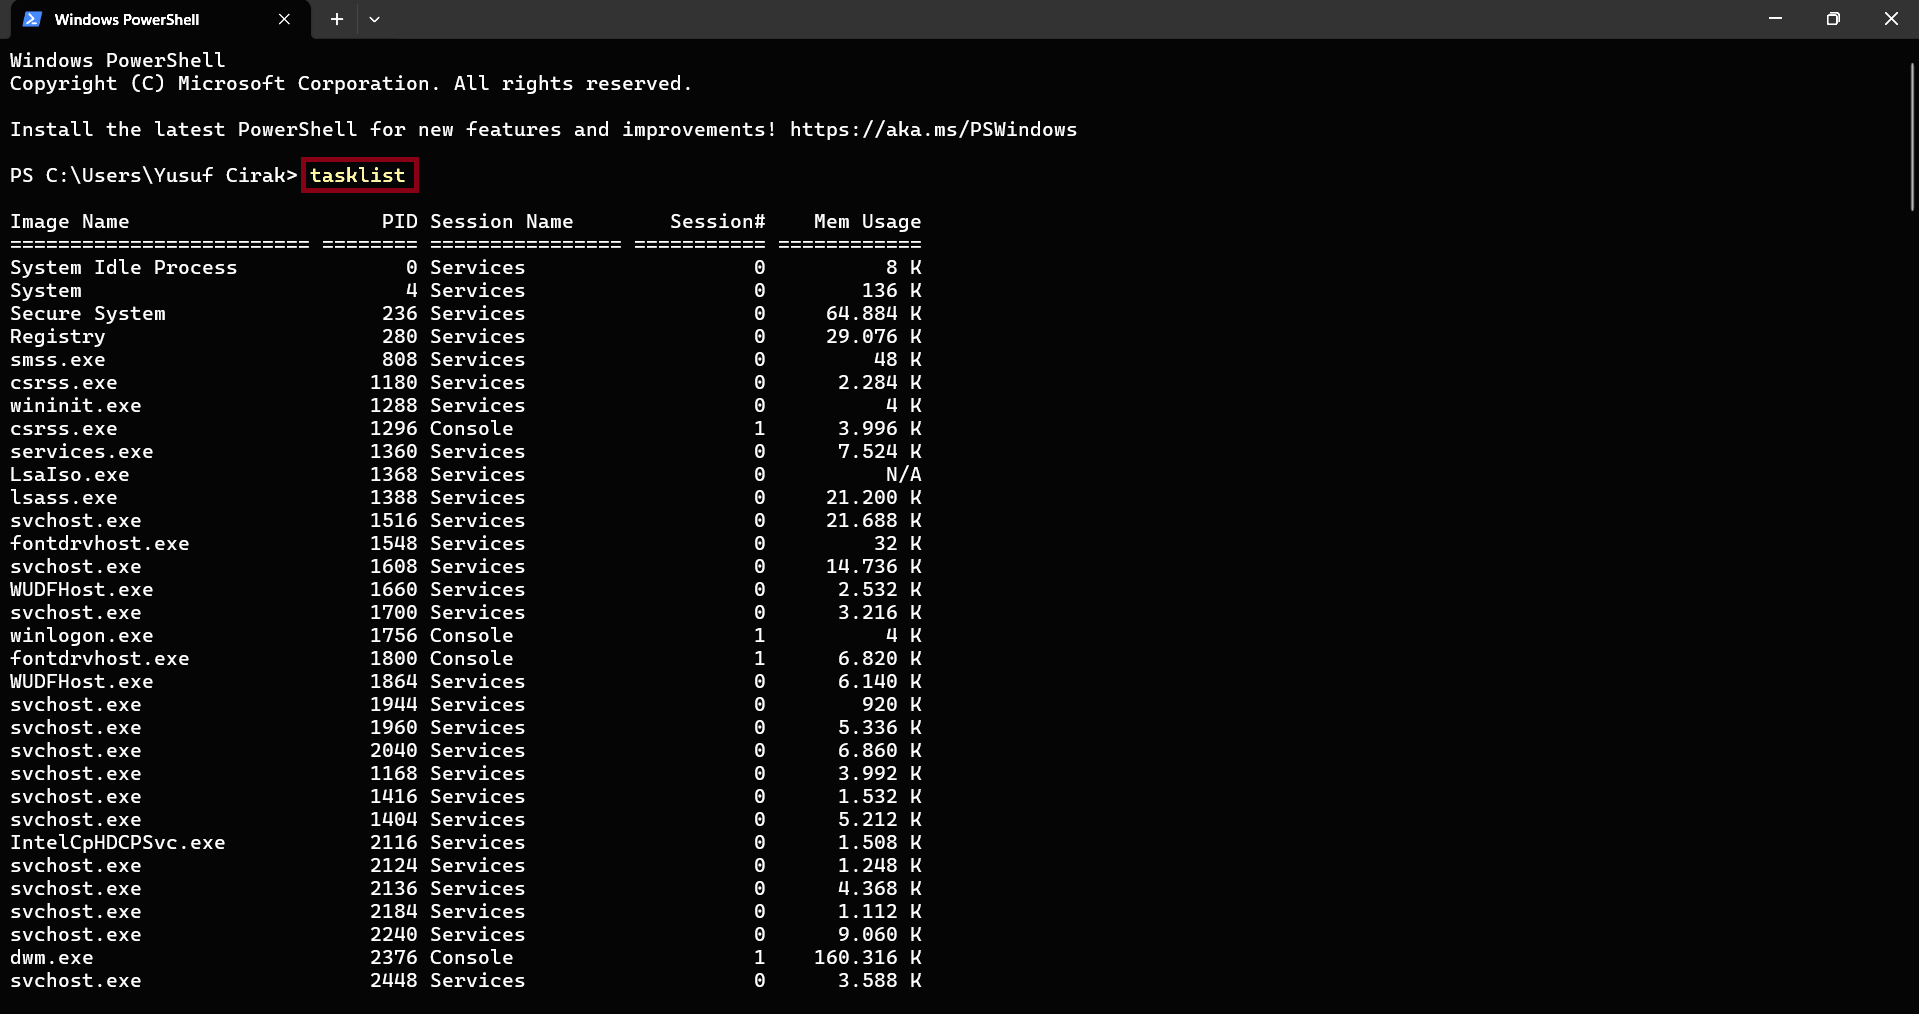 Windows PowerShell
Windows PowerShell
Copyright (C) Microsoft Corporation. All rights reserved.
Install the latest PowerShell for new features and improvements! https://aka.ms/PSWindows
PS C:\Users\Yusuf Cirak> tasklist
Image Name                     PID Session Name        Session#    Mem Usage
========================= ======== ================ =========== ============
System Idle Process              0 Services                   0          8 K
System                           4 Services                   0        136 K
Secure System                  236 Services                   0     64.884 K
Registry                       280 Services                   0     29.076 K
smss.exe                       808 Services                   0         48 K
csrss.exe                     1180 Services                   0      2.284 K
wininit.exe                   1288 Services                   0          4 K
csrss.exe                     1296 Console                    1      3.996 K
services.exe                  1360 Services                   0      7.524 K
LsaIso.exe                    1368 Services                   0          N/A
lsass.exe                     1388 Services                   0     21.200 K
svchost.exe                   1516 Services                   0     21.688 K
fontdrvhost.exe               1548 Services                   0         32 K
svchost.exe                   1608 Services                   0     14.736 K
WUDFHost.exe                  1660 Services                   0      2.532 K
svchost.exe                   1700 Services                   0      3.216 K
winlogon.exe                  1756 Console                    1          4 K
fontdrvhost.exe               1800 Console                    1      6.820 K
WUDFHost.exe                  1864 Services                   0      6.140 K
svchost.exe                   1944 Services                   0        920 K
svchost.exe                   1960 Services                   0      5.336 K
svchost.exe                   2040 Services                   0      6.860 K
svchost.exe                   1168 Services                   0      3.992 K
svchost.exe                   1416 Services                   0      1.532 K
svchost.exe                   1404 Services                   0      5.212 K
IntelCpHDCPSvc.exe            2116 Services                   0      1.508 K
svchost.exe                   2124 Services                   0      1.248 K
svchost.exe                   2136 Services                   0      4.368 K
svchost.exe                   2184 Services                   0      1.112 K
svchost.exe                   2240 Services                   0      9.060 K
dwm.exe                       2376 Console                    1    160.316 K
svchost.exe                   2448 Services                   0      3.588 K